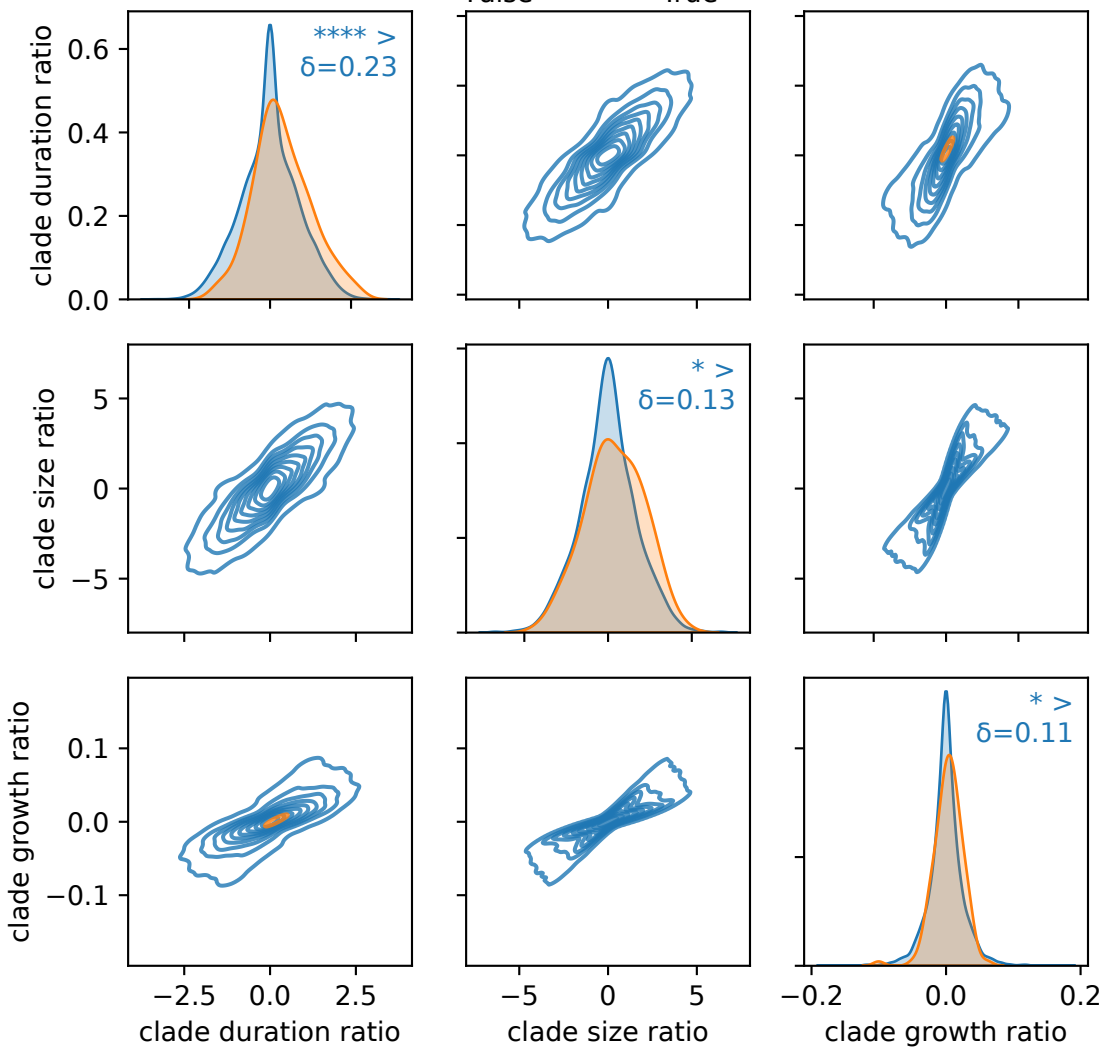 clade duration ratio
0.6
0.4
0.2
0.0
**** >
δ=0.23
clade size ratio
5
0
−5
* >
δ=0.13
clade growth ratio
0.1
0.0
−0.1
* >
δ=0.11
−2.5 0.0 2.5
−5 0 5
−0.2 0.0 0.2
clade duration ratio
clade size ratio
clade growth ratio